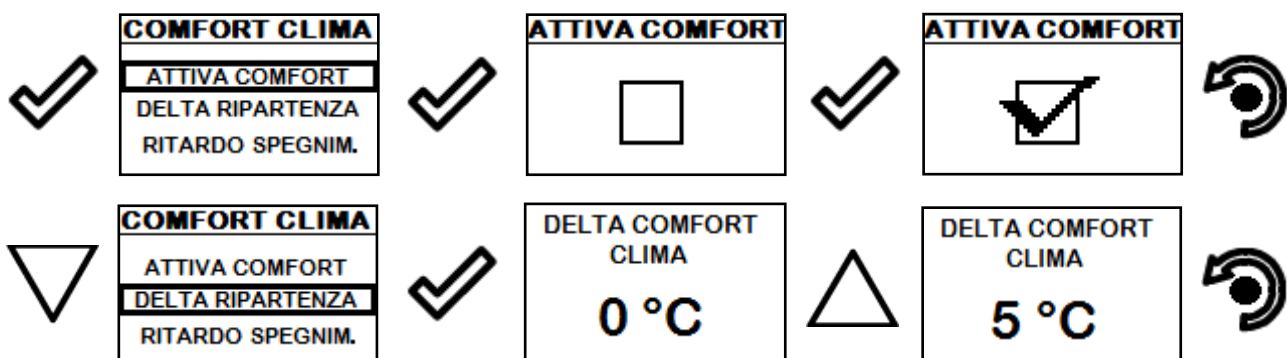 COMFORT CLIMA
ATTIVA COMFORT
DELTA RIPARTENZA
RITARDO SPEGNIM.
ATTIVA COMFORT
ATTIVA COMFORT
COMFORT CLIMA
ATTIVA COMFORT
DELTA RIPARTENZA
RITARDO SPEGNIM.
DELTA COMFORT
CLIMA
0 °C
DELTA COMFORT
CLIMA
5 °C